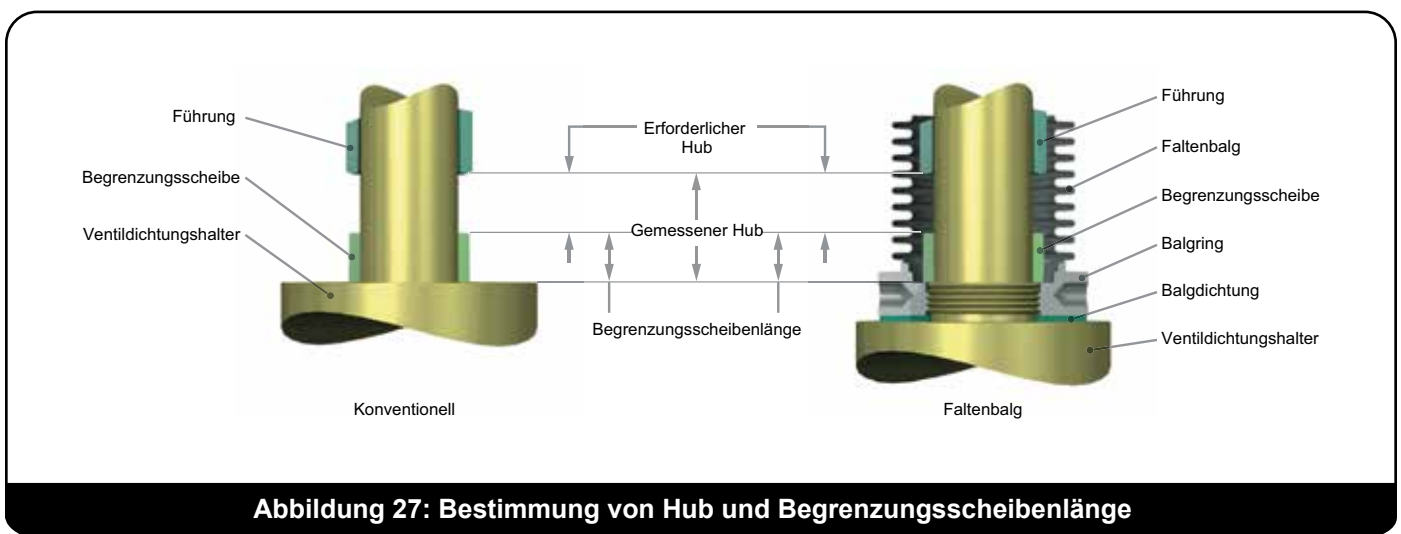 Führung
Begrenzungsscheibe
Ventildichtungshalter
Konventionell
Erforderlicher
Hub
Gemessener Hub
Begrenzungsscheibenlänge
Führung
Faltenbalg
Begrenzungsscheibe
Balgring
Balgdichtung
Ventildichtungshalter
Faltenbalg
Abbildung 27: Bestimmung von Hub und Begrenzungsscheibenlänge